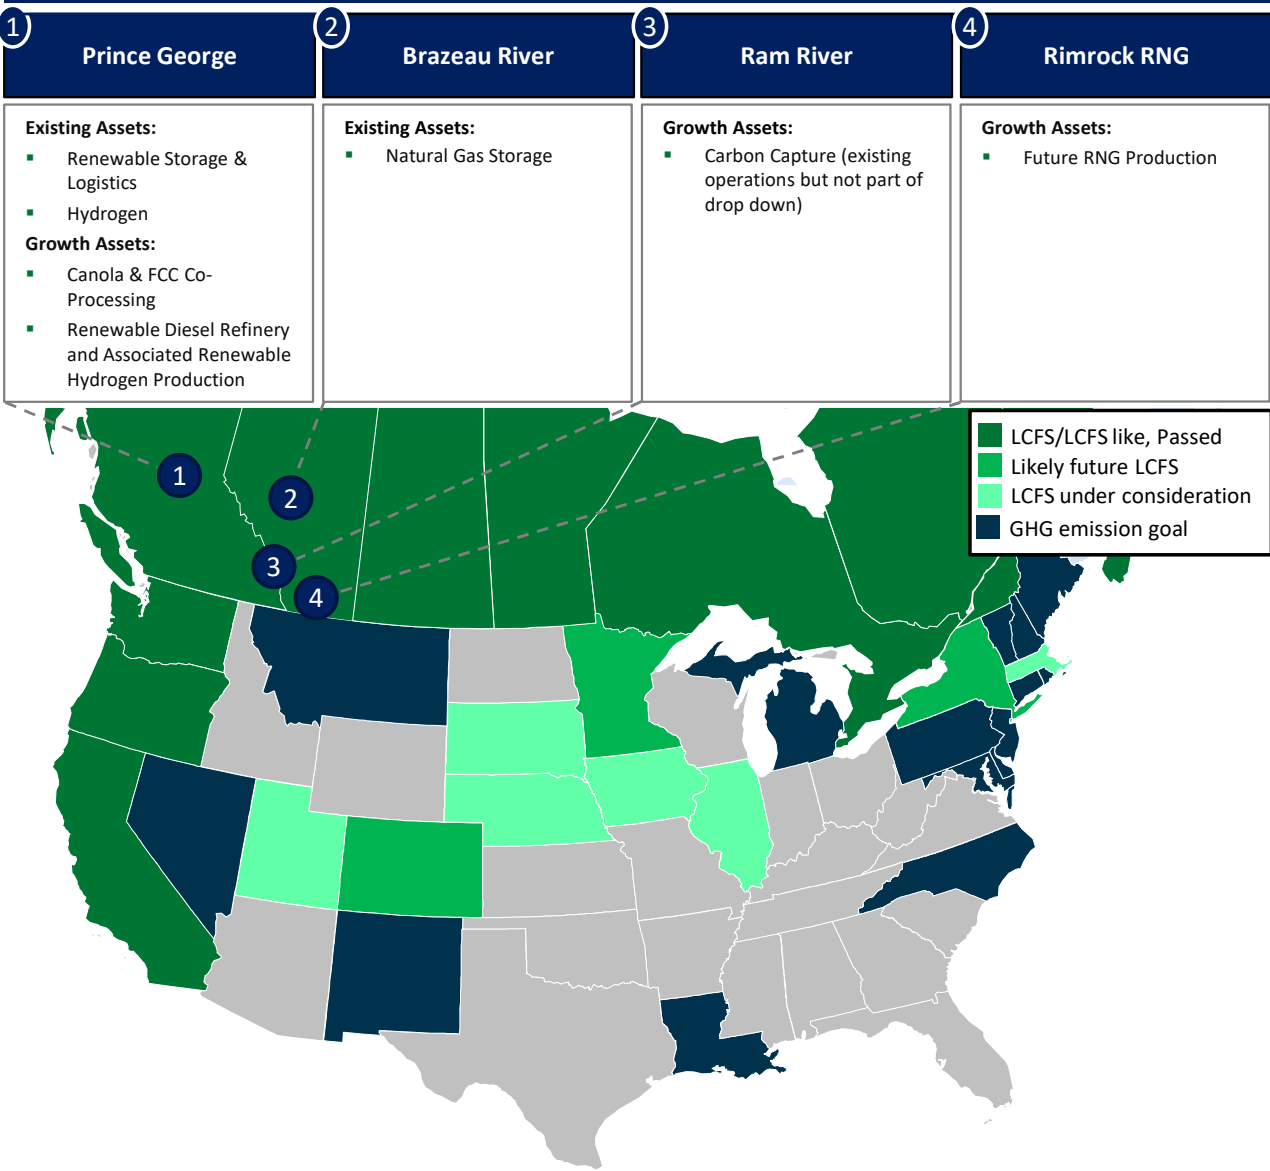 1
Prince George
2
Brazeau River
3
Ram River
4
Rimrock RNG
Existing Assets:
▪ Renewable Storage &
Logistics
▪ Hydrogen
Growth Assets:
▪ Canola & FCC Co-
Processing
▪ Renewable Diesel Refinery
and Associated Renewable
Hydrogen Production
Existing Assets:
▪ Natural Gas Storage
Growth Assets:
▪ Carbon Capture (existing
operations but not part of
drop down)
Growth Assets:
▪ Future RNG Production
LCFS/LCFS like, Passed
Likely future LCFS
LCFS under consideration
GHG emission goal
1
2
3
4